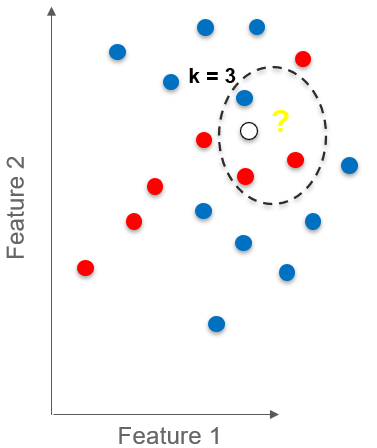 k = 3
?
Feature 2
Feature 1